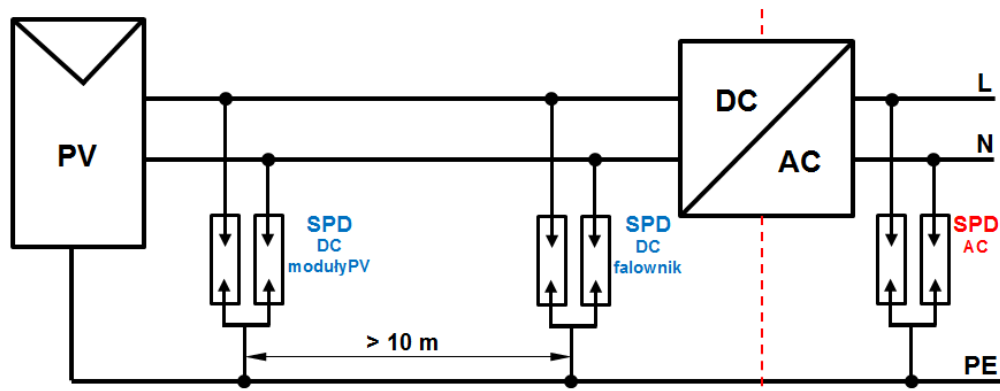 PV
SPD
DC
modułyPV
> 10 m
SPD
DC
falownik
DC
AC
L
N
SPD
AC
PE